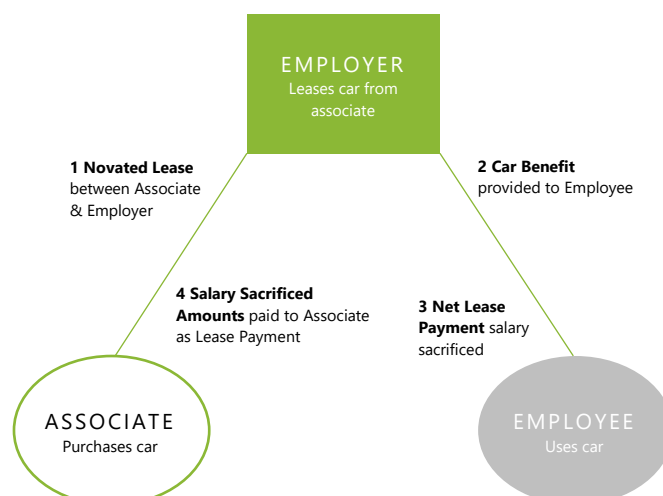 EMPLOYER
Leases car from
associate
1 Novated Lease
between Associate
& Employer
2 Car Benefit
provided to Employee
4 Salary Sacrificed
Amounts paid to Associate
as Lease Payment
3 Net Lease
Payment salary
sacrificed
ASSOCIATE
Purchases car
EMPLOYEE
Uses car